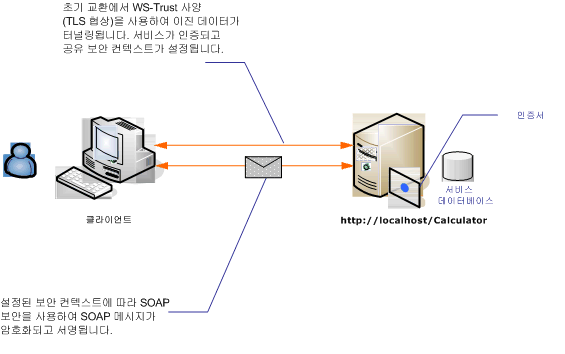 초기 교환에서 WS-Trust 사양
(TLS 협상)을 사용하여 이진 데이터가
터널링됩니다. 서비스가 인증되고
공유 보안 컨텍스트가 설정됩니다.
인증서
서비스
데이터베이스
클라이언트
http://localhost/Calculator
설정된 보안 컨텍스트에 따라 SOAP
보안을 사용하여 SOAP 메시지가
암호화되고 서명됩니다.